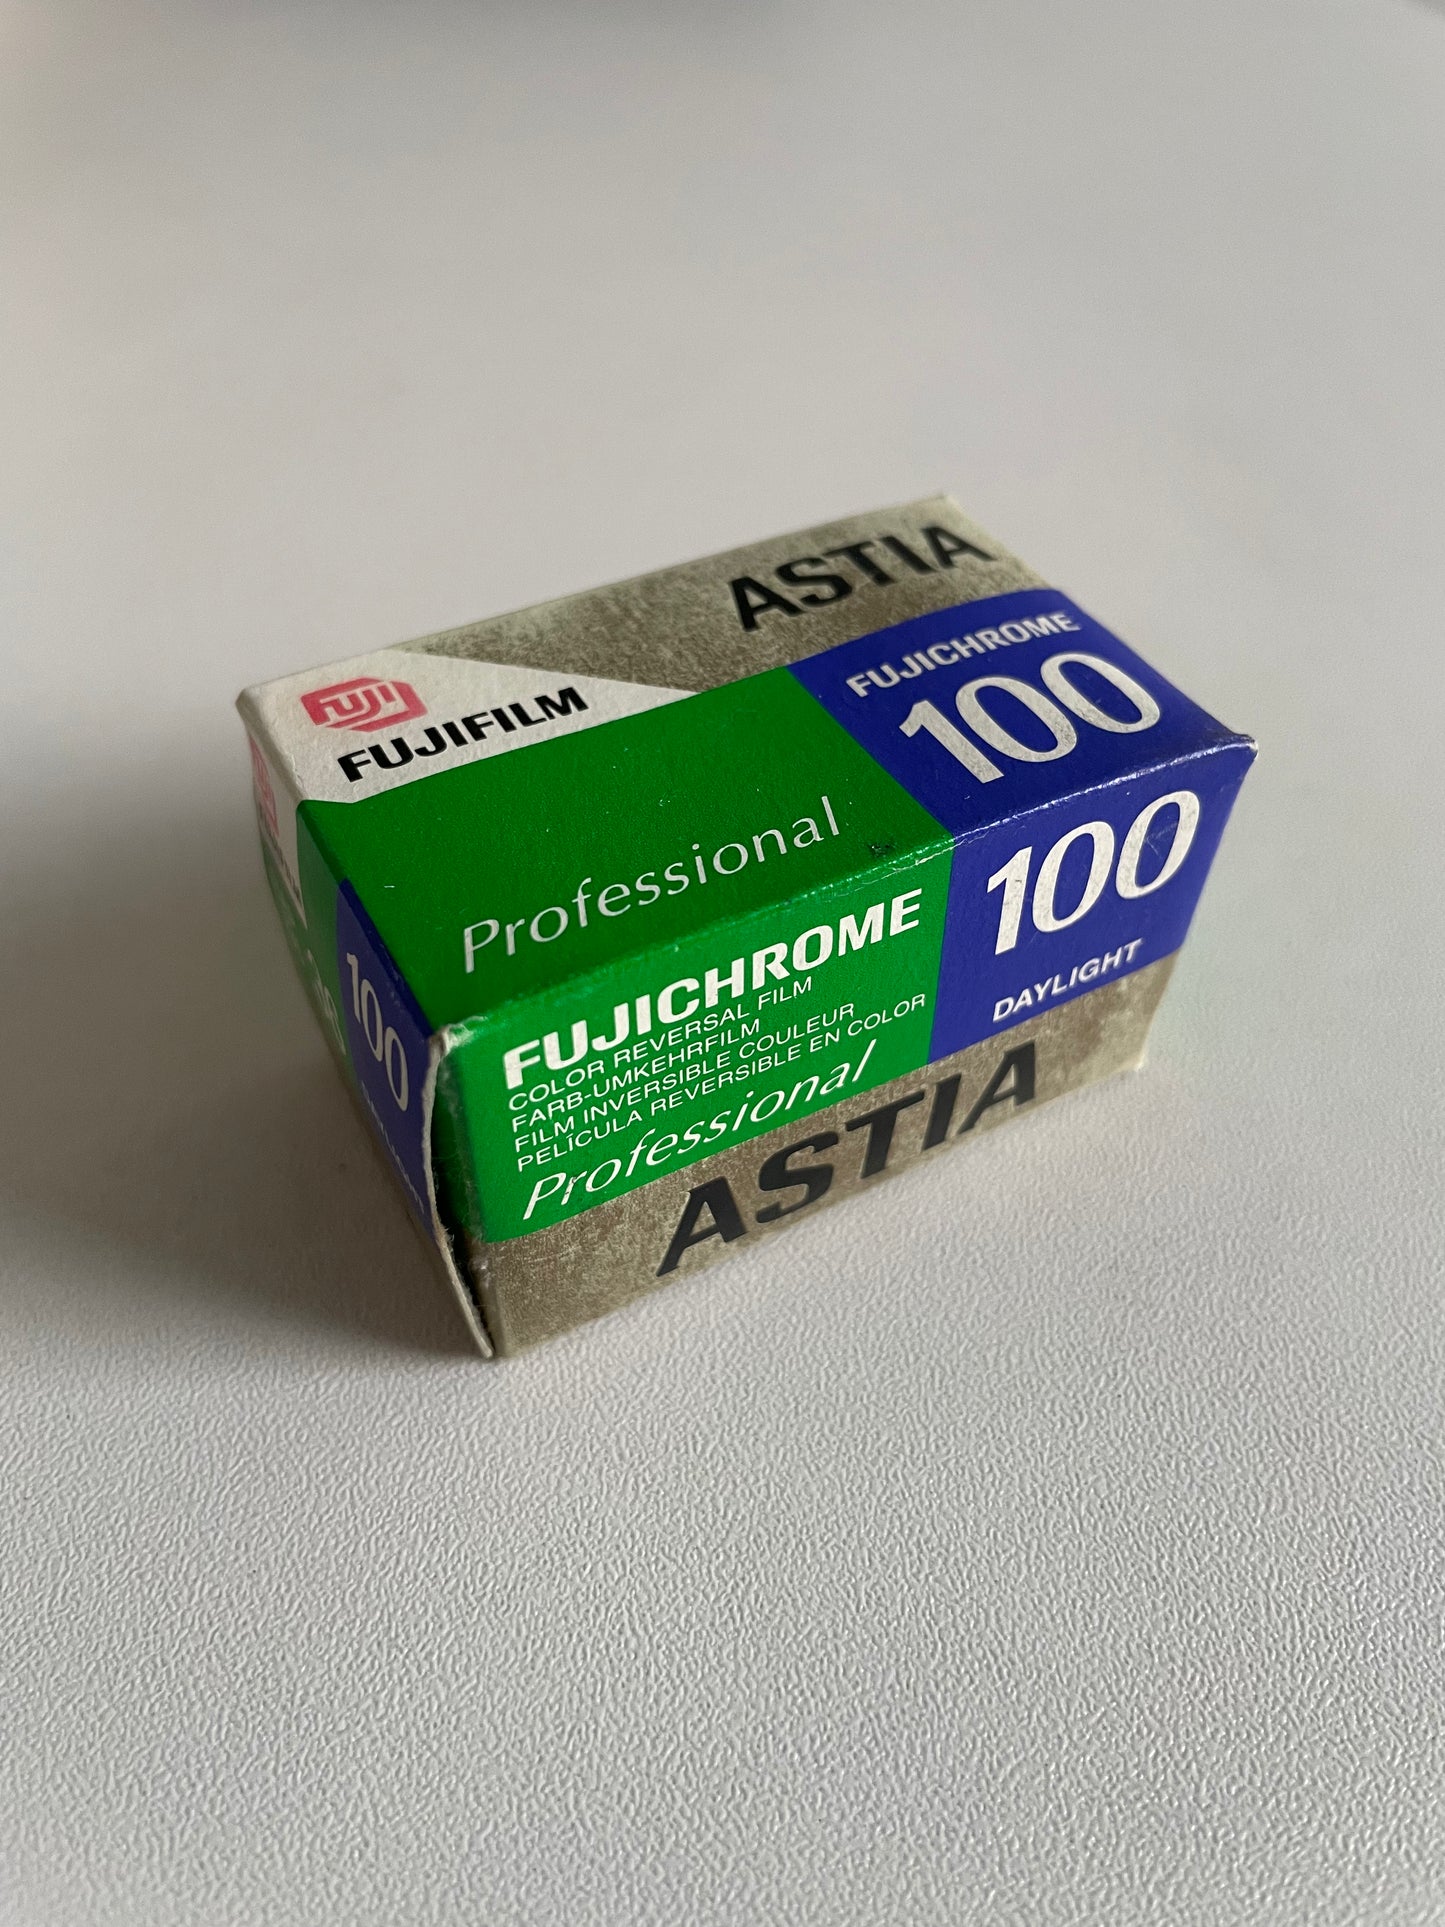 FUJI
FUJIFILM
ASTIA
Professional
FUJICHROME
100
FUJICHROME
COLOR REVERSAL FILM
FARB-UMKEHRFILM
FILM INVERSIBLE COULEUR
PELÍCULA REVERSIBLE EN COLOR
Professional
100
DAYLIGHT
ASTIA
100